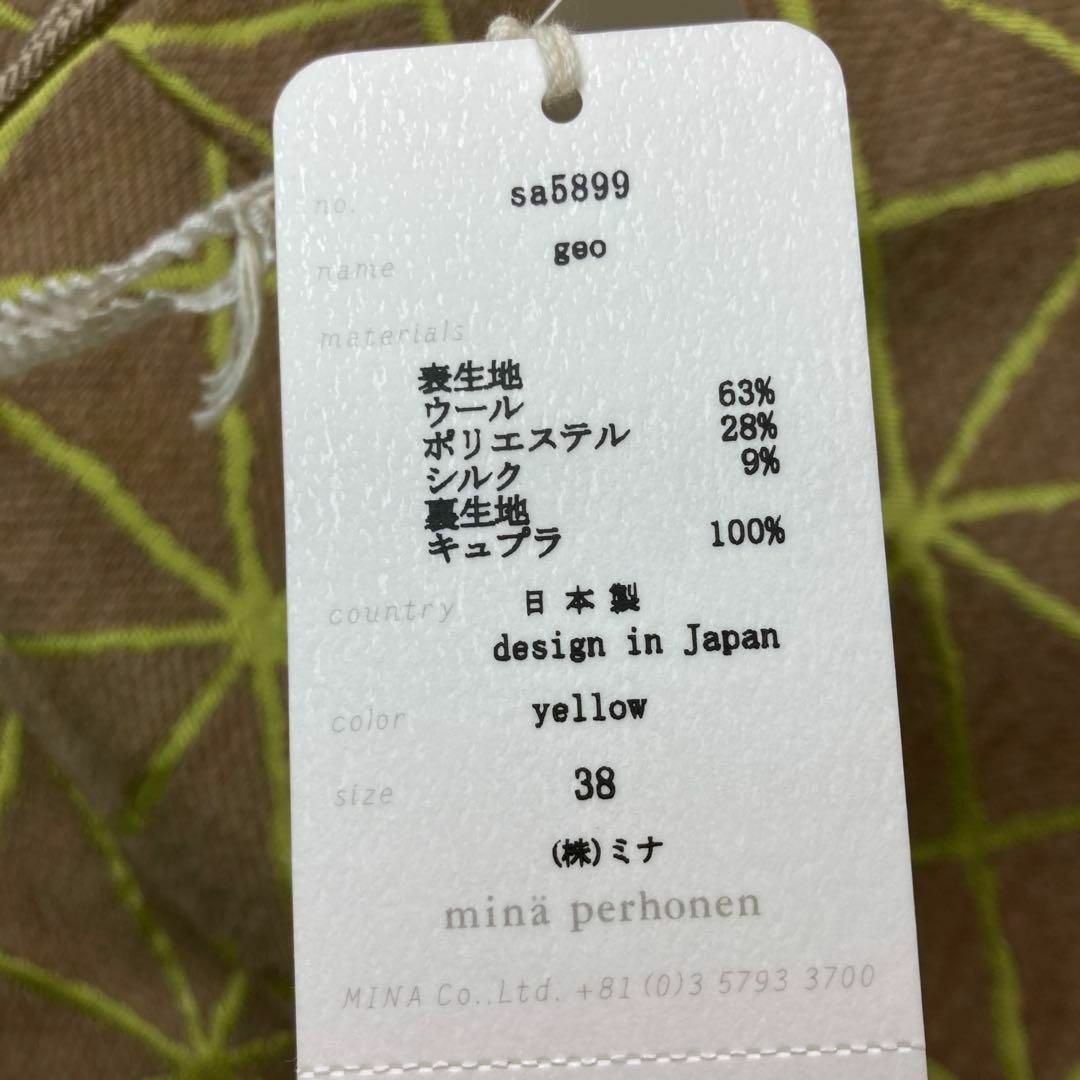 no. sa5899
name geo
materials
表生地
ウール 63%
ポリエステル 28%
シルク 9%
裏生地
キュプラ 100%
country 日本製
design in Japan
color yellow
size 38
(株)ミナ
minä perhonen
MINA Co.,Ltd. +81(0)3 5793 3700